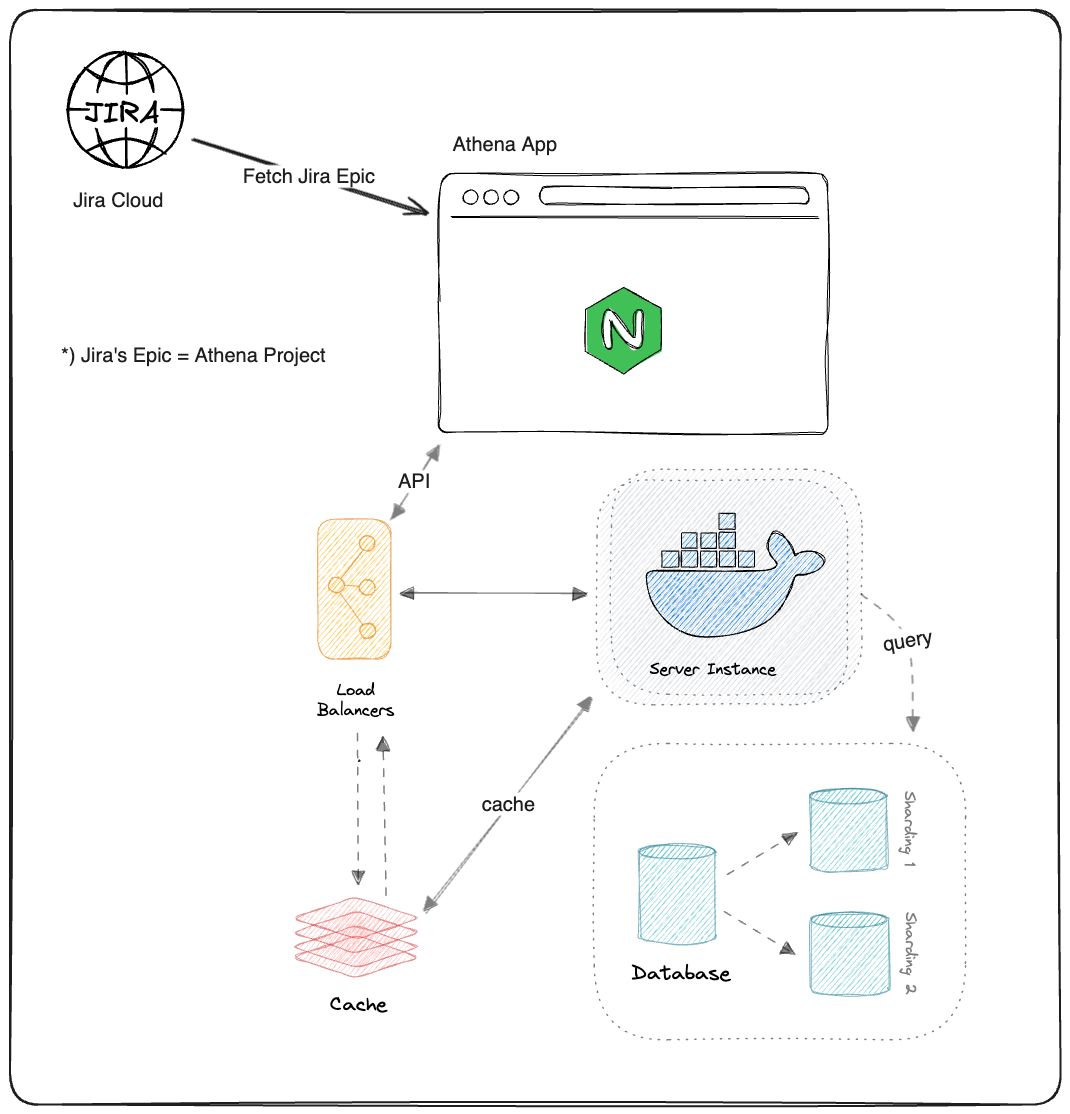 JIRA
Jira Cloud
Fetch Jira Epic
Athena App
N
*) Jira's Epic = Athena Project
API
Server Instance
query
Load
Balancers
cache
Sharding 1
Database
Sharding 2
Cache